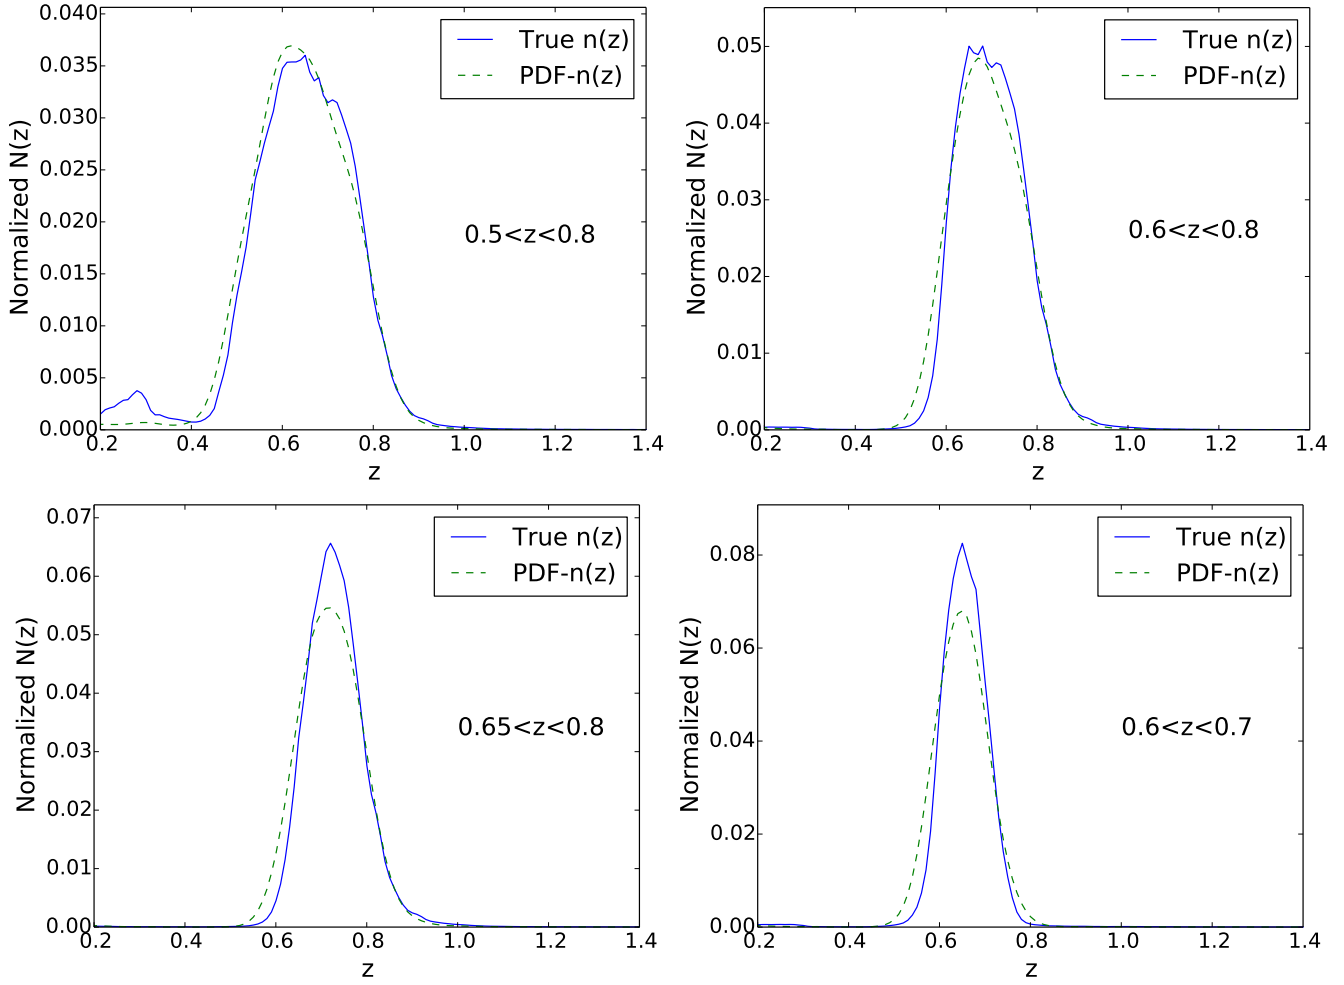 True n(z)
PDF-n(z)
0.5<z<0.8
Normalized N(z)
0.040
0.035
0.030
0.025
0.020
0.015
0.010
0.005
0.000
0.2 0.4 0.6 0.8 1.0 1.2 1.4
z
True n(z)
PDF-n(z)
0.6<z<0.8
Normalized N(z)
0.05
0.04
0.03
0.02
0.01
0.00
0.2 0.4 0.6 0.8 1.0 1.2 1.4
z
True n(z)
PDF-n(z)
0.65<z<0.8
Normalized N(z)
0.07
0.06
0.05
0.04
0.03
0.02
0.01
0.00
0.2 0.4 0.6 0.8 1.0 1.2 1.4
z
True n(z)
PDF-n(z)
0.6<z<0.7
Normalized N(z)
0.08
0.06
0.04
0.02
0.00
0.2 0.4 0.6 0.8 1.0 1.2 1.4
z